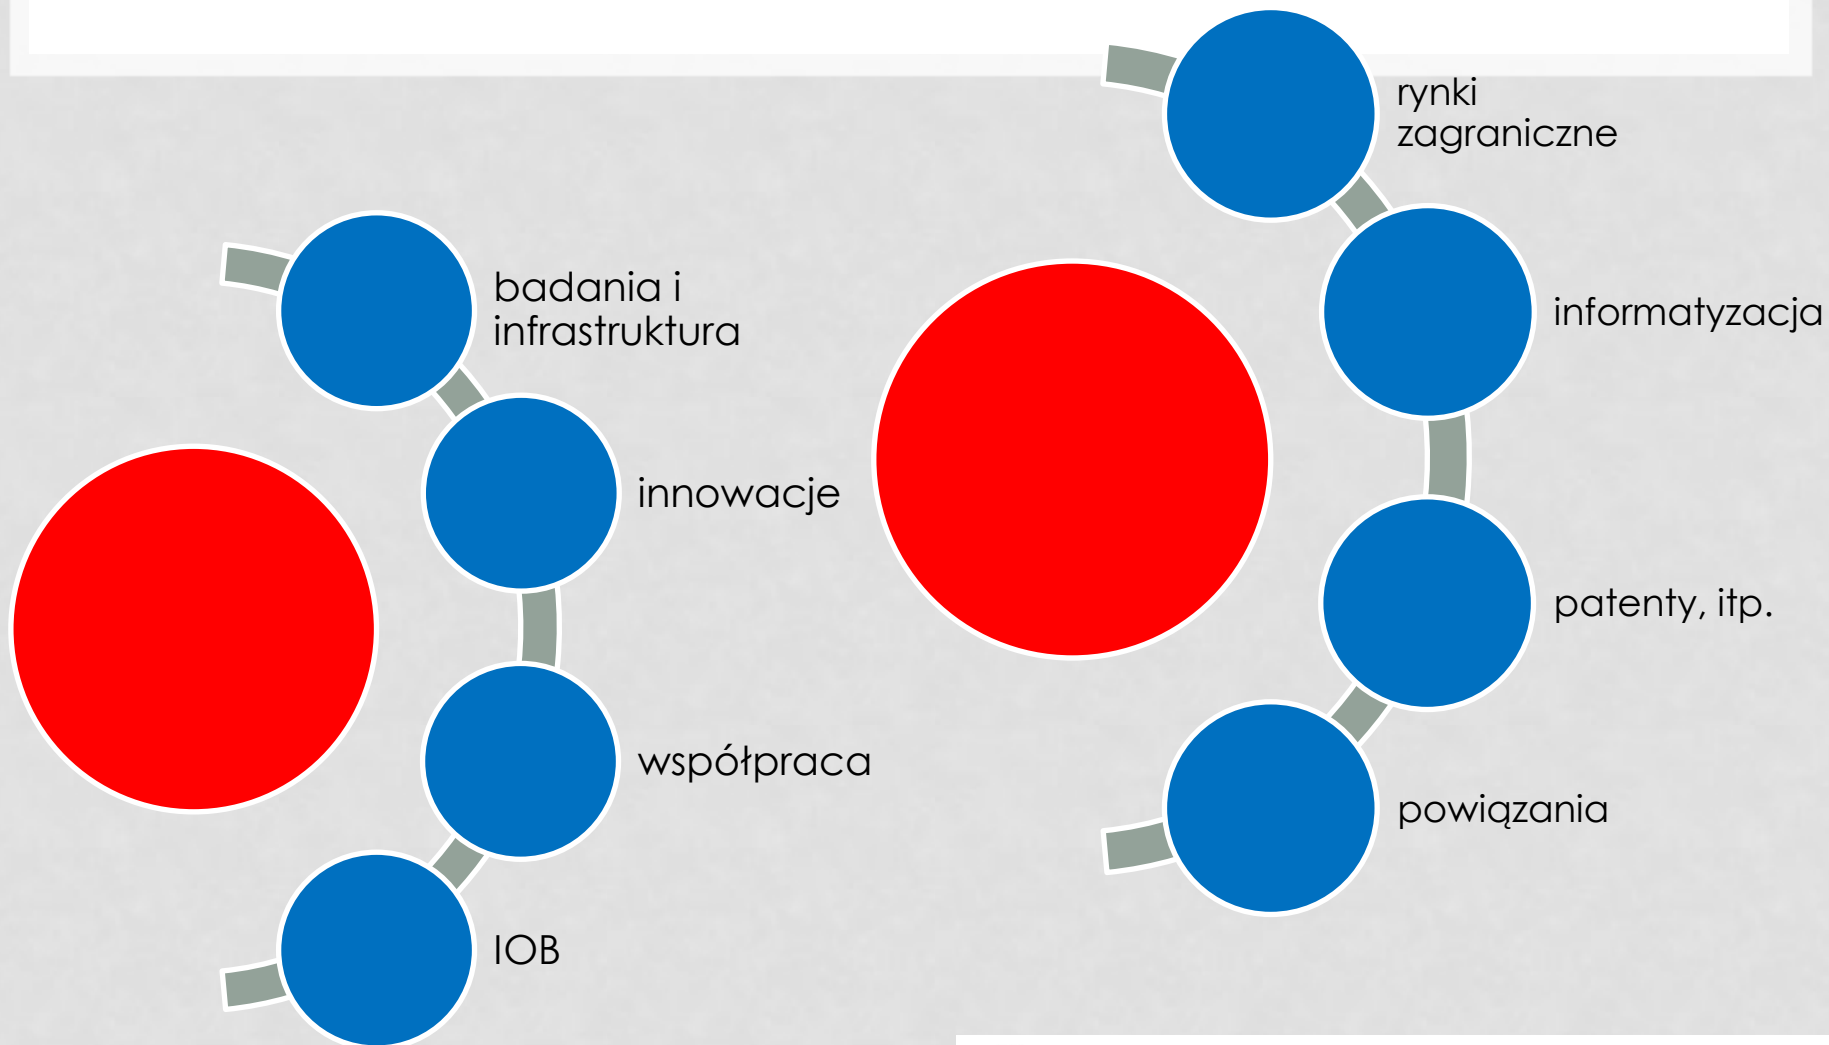 badania i
infrastruktura
innowacje
współpraca
IOB
rynki
zagraniczne
informatyzacja
patenty, itp.
powiązania